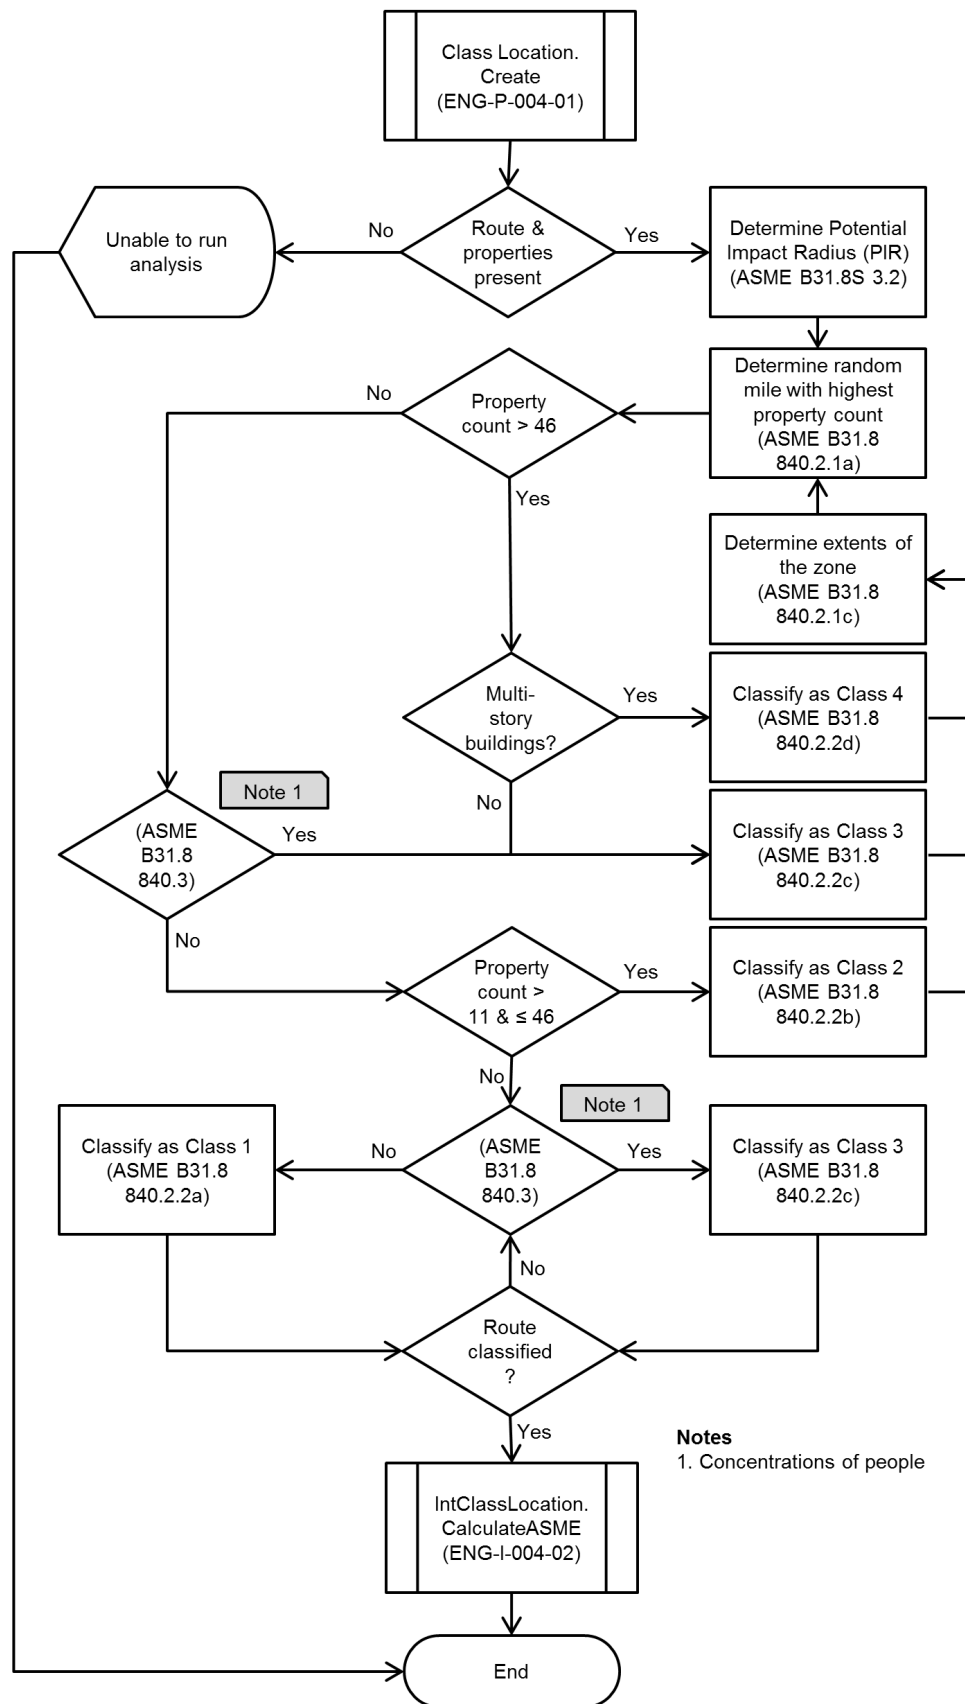 Class Location.
Create
(ENG-P-004-01)
Unable to run
analysis
No
Route &
properties
present
Yes
Determine Potential
Impact Radius (PIR)
(ASME B31.8S 3.2)
No
Property
count > 46
Yes
Determine random
mile with highest
property count
(ASME B31.8
840.2.1a)
Determine extents of
the zone
(ASME B31.8
840.2.1c)
Multi-
story
buildings?
Yes
No
Classify as Class 4
(ASME B31.8
840.2.2d)
Note 1
(ASME
B31.8
840.3)
Yes
No
Classify as Class 3
(ASME B31.8
840.2.2c)
Property
count >
11 & ≤ 46
Yes
No
Classify as Class 2
(ASME B31.8
840.2.2b)
Note 1
Classify as Class 1
(ASME B31.8
840.2.2a)
No
(ASME
B31.8
840.3)
Yes
Classify as Class 3
(ASME B31.8
840.2.2c)
No
Route
classified
?
Yes
Notes
1. Concentrations of people
IntClassLocation.
CalculateASME
(ENG-I-004-02)
End